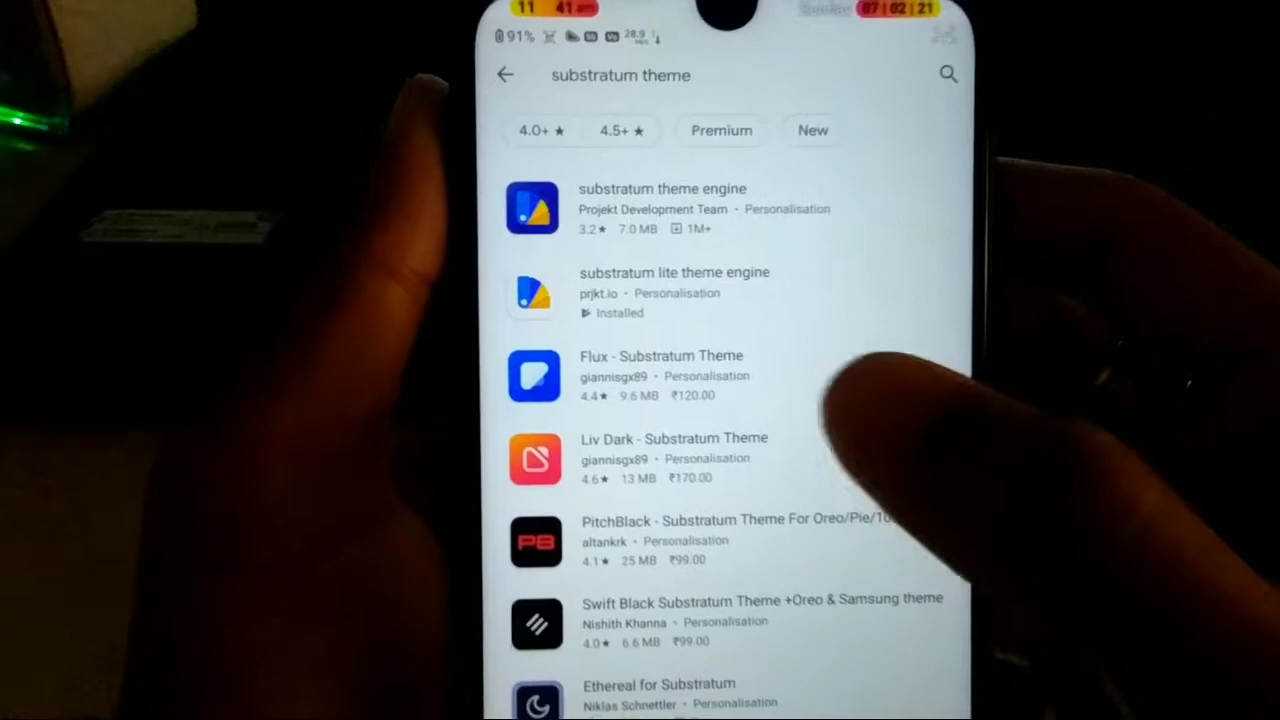 11 41 am
Sunday 07|02|21
91% 28.9
substratum theme
4.0+ ★ 4.5+ ★ Premium New
substratum theme engine
Projekt Development Team · Personalisation
3.2★ 7.0 MB 1M+
substratum lite theme engine
prjkt.io · Personalisation
Installed
Flux - Substratum Theme
giannisgx89 · Personalisation
4.4★ 9.6 MB ₹120.00
Liv Dark - Substratum Theme
giannisgx89 · Personalisation
4.6★ 13 MB ₹170.00
PitchBlack - Substratum Theme For Oreo/Pie/10
PB
altankrk · Personalisation
4.1★ 25 MB ₹99.00
Swift Black Substratum Theme +Oreo & Samsung theme
Nishith Khanna · Personalisation
4.0★ 6.6 MB ₹99.00
Ethereal for Substratum
Niklas Schnettler · Personalisation